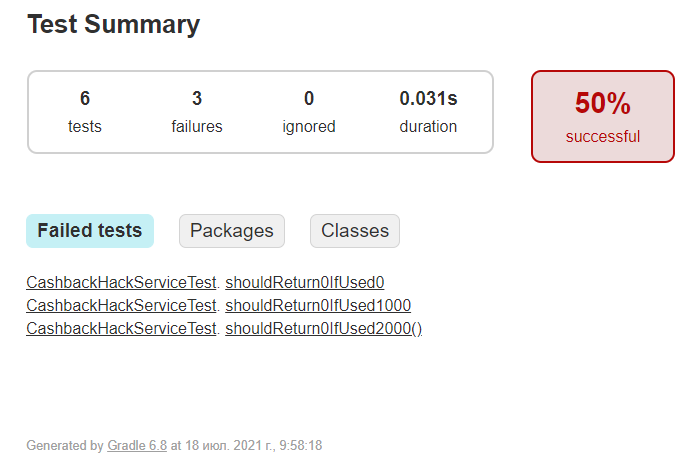 Test Summary
6 3 0 0.031s
tests failures ignored duration
50%
successful
Failed tests Packages Classes
CashbackHackServiceTest. shouldReturn0IfUsed0
CashbackHackServiceTest. shouldReturn0IfUsed1000
CashbackHackServiceTest. shouldReturn0IfUsed2000()
Generated by Gradle 6.8 at 18 июл. 2021 г., 9:58:18